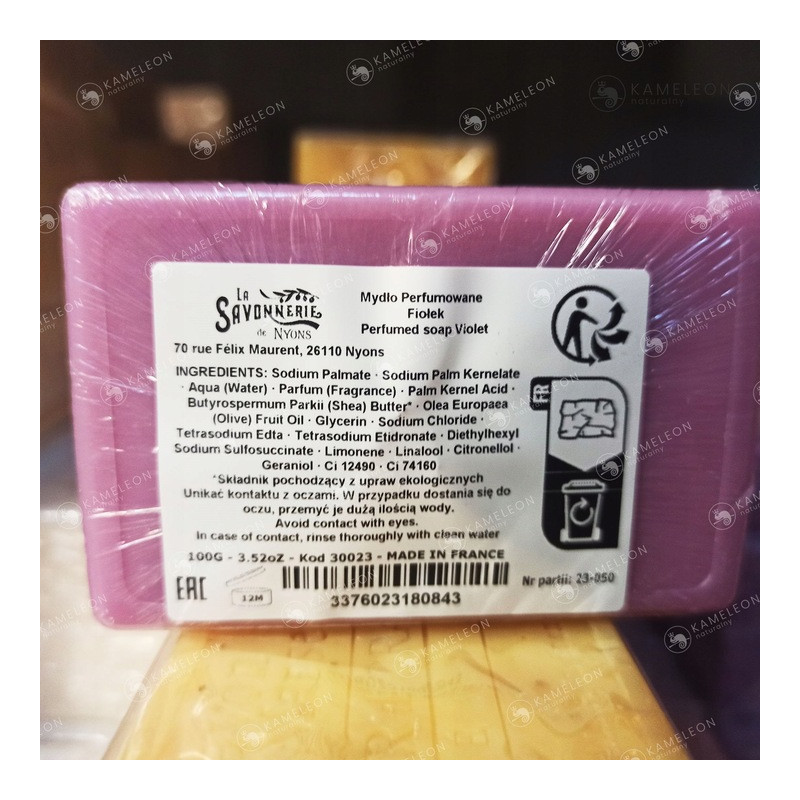 LA
SAVONNERIE
de NYONS
Mydło Perfumowane
Fiołek
Perfumed soap Violet
70 rue Félix Maurent, 26110 Nyons
INGREDIENTS: Sodium Palmate · Sodium Palm Kernelate
· Aqua (Water) · Parfum (Fragrance) · Palm Kernel Acid ·
Butyrospermum Parkii (Shea) Butter* · Olea Europaea
(Olive) Fruit Oil · Glycerin · Sodium Chloride ·
Tetrasodium Edta · Tetrasodium Etidronate · Diethylhexyl
Sodium Sulfosuccinate · Limonene · Linalool · Citronellol ·
Geraniol · Ci 12490 · Ci 74160
*Składnik pochodzący z upraw ekologicznych
Unikać kontaktu z oczami. W przypadku dostania się do
oczu, przemyć je dużą ilością wody.
Avoid contact with eyes.
In case of contact, rinse thoroughly with clean water
100G - 3.52oZ - Kod 30023 - MADE IN FRANCE
FR
EAC
12M
3376023180843
Nr partii: 23-050
KAMELEON
naturalny